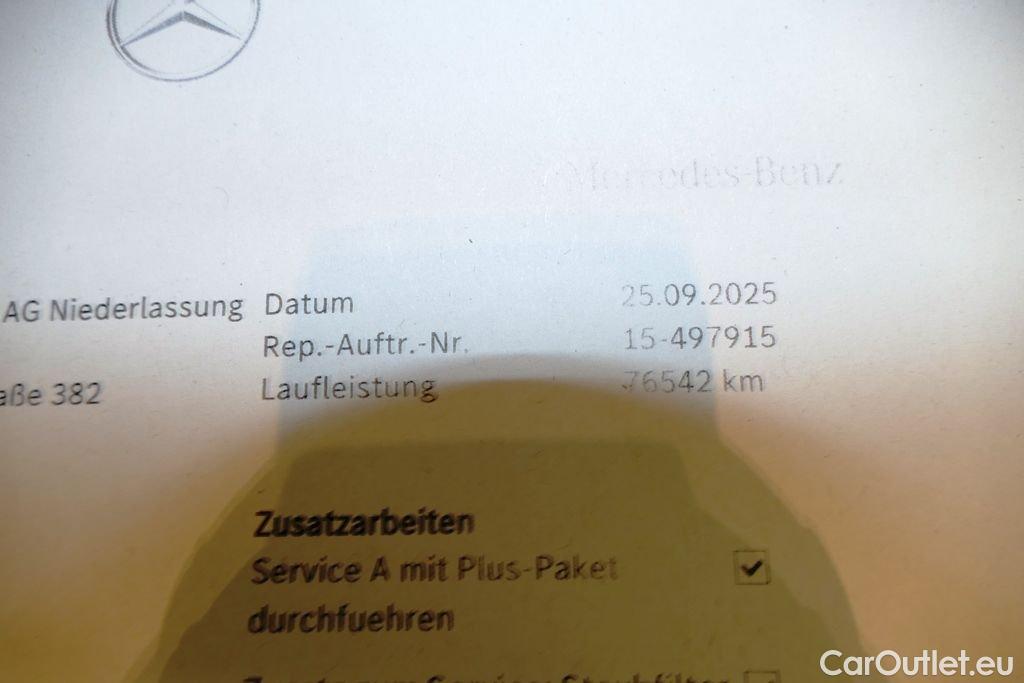 Mercedes-Benz
AG Niederlassung Datum 25.09.2025
Rep.-Auftr.-Nr. 15-497915
aße 382 Laufleistung 76542 km
Zusatzarbeiten
Service A mit Plus-Paket
durchfuehren
CarOutlet.eu